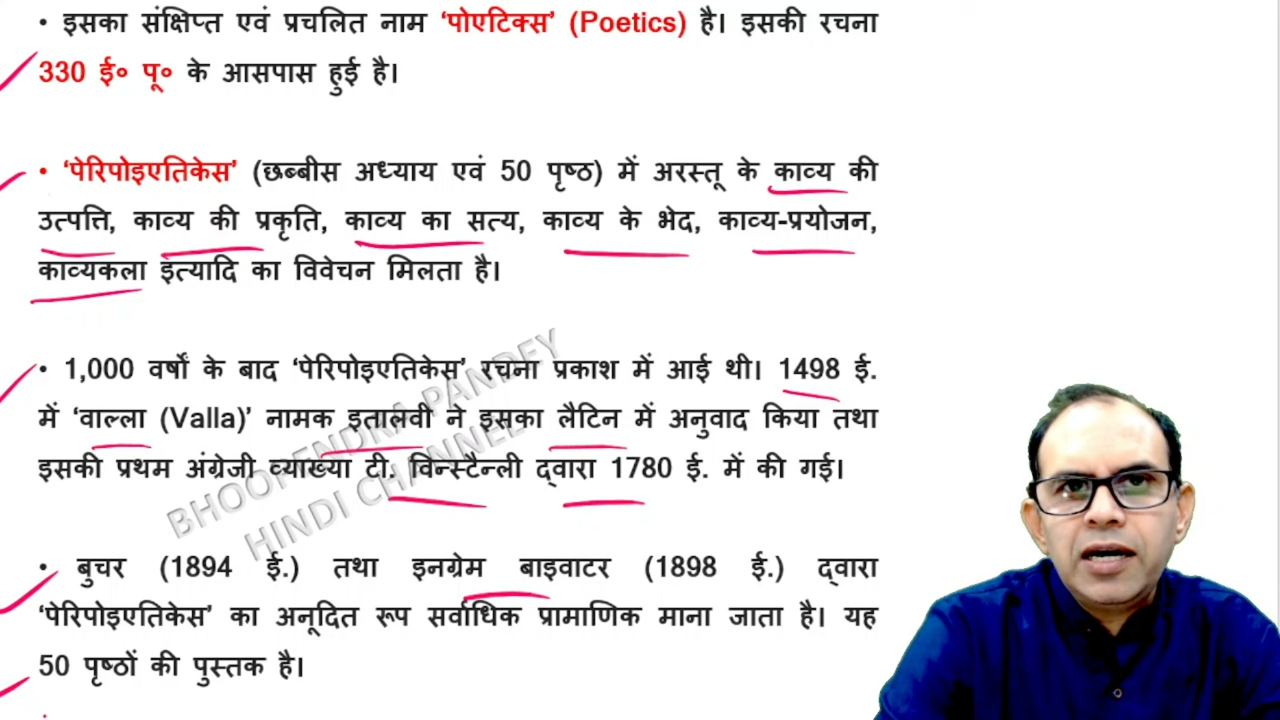 • इसका संक्षिप्त एवं प्रचलित नाम ‘पोएटिक्स’ (Poetics) है। इसकी रचना
330 ई॰ पू॰ के आसपास हुई है।
• ‘पेरिपोइएतिकेस’ (छब्बीस अध्याय एवं 50 पृष्ठ) में अरस्तू के काव्य की
उत्पत्ति, काव्य की प्रकृति, काव्य का सत्य, काव्य के भेद, काव्य-प्रयोजन,
काव्यकला इत्यादि का विवेचन मिलता है।
• 1,000 वर्षों के बाद ‘पेरिपोइएतिकेस’ रचना प्रकाश में आई थी। 1498 ई.
में ‘वाल्ला (Valla)’ नामक इतालवी ने इसका लैटिन में अनुवाद किया तथा
इसकी प्रथम अंग्रेजी व्याख्या टी. विन्स्टैन्ली द्वारा 1780 ई. में की गई।
• बुचर (1894 ई.) तथा इनग्रेम बाइवाटर (1898 ई.) द्वारा
‘पेरिपोइएतिकेस’ का अनूदित रूप सर्वाधिक प्रामाणिक माना जाता है। यह
50 पृष्ठों की पुस्तक है।
BHOOPENDRA PANDEY
HINDI CHANNEL